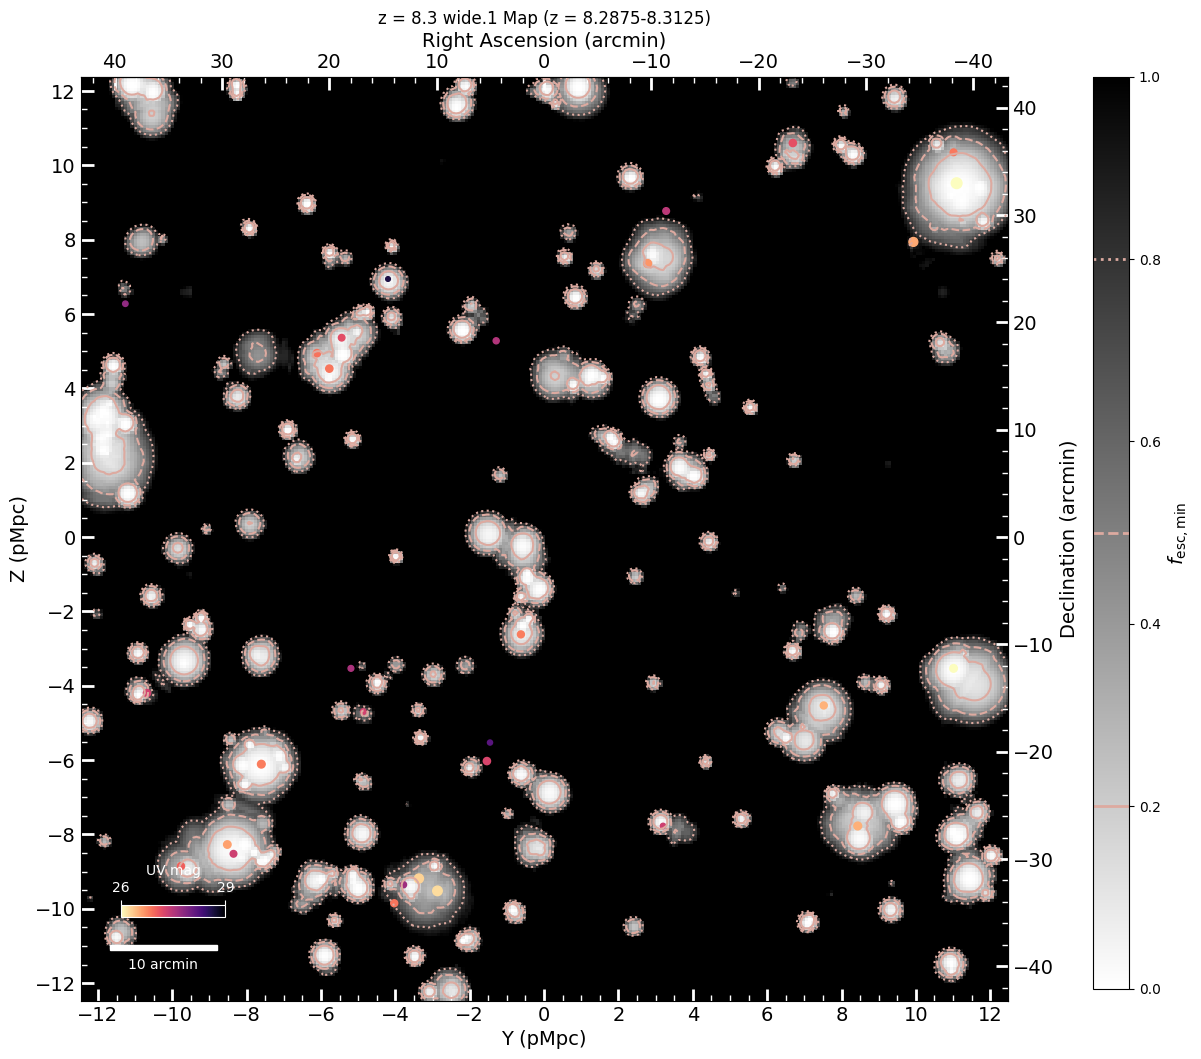 z = 8.3 wide.1 Map (z = 8.2875-8.3125)
Right Ascension (arcmin)
40 30 20 10 0 −10 −20 −30 −40
12 10 8 6 4 2 0 −2 −4 −6 −8 −10 −12
Z (pMpc)
40 30 20 10 0 −10 −20 −30 −40
Declination (arcmin)
1.0 0.8 0.6 0.4 0.2 0.0
f_esc,min
UV mag
26 29
10 arcmin
−12 −10 −8 −6 −4 −2 0 2 4 6 8 10 12
Y (pMpc)